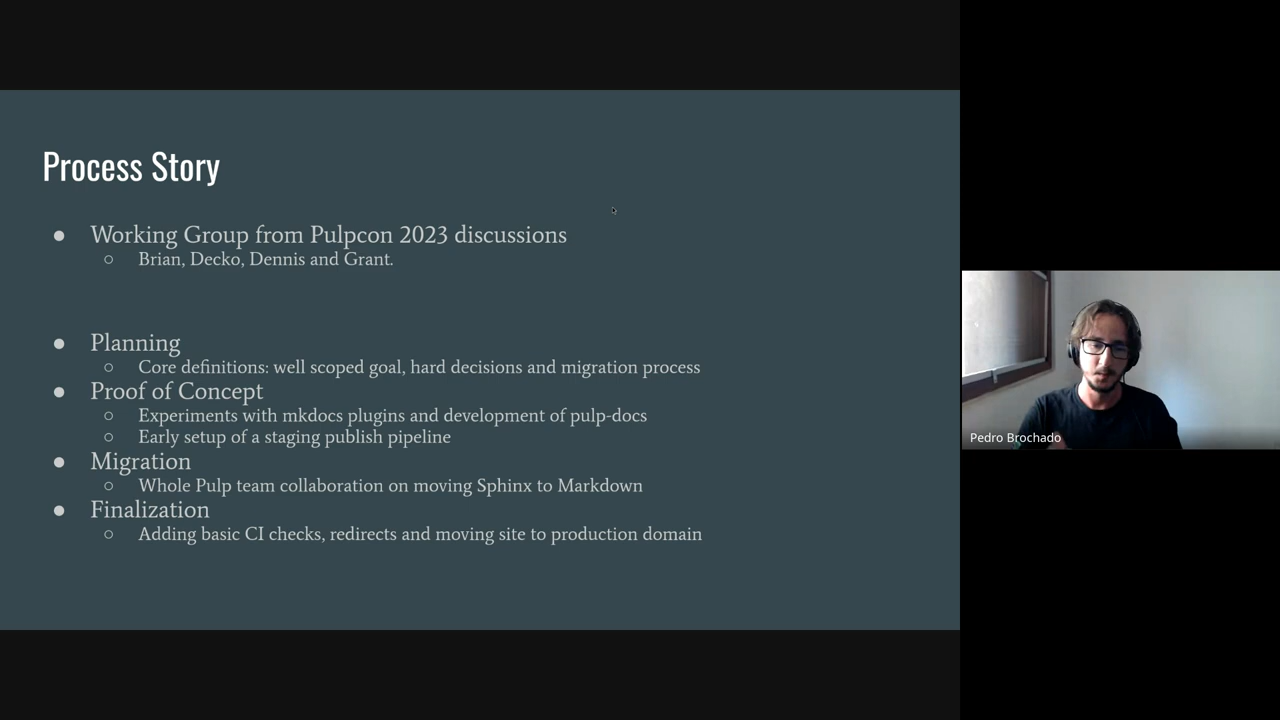 Process Story
● Working Group from Pulpcon 2023 discussions
○ Brian, Decko, Dennis and Grant.
● Planning
○ Core definitions: well scoped goal, hard decisions and migration process
● Proof of Concept
○ Experiments with mkdocs plugins and development of pulp-docs
○ Early setup of a staging publish pipeline
● Migration
○ Whole Pulp team collaboration on moving Sphinx to Markdown
● Finalization
○ Adding basic CI checks, redirects and moving site to production domain
Pedro Brochado